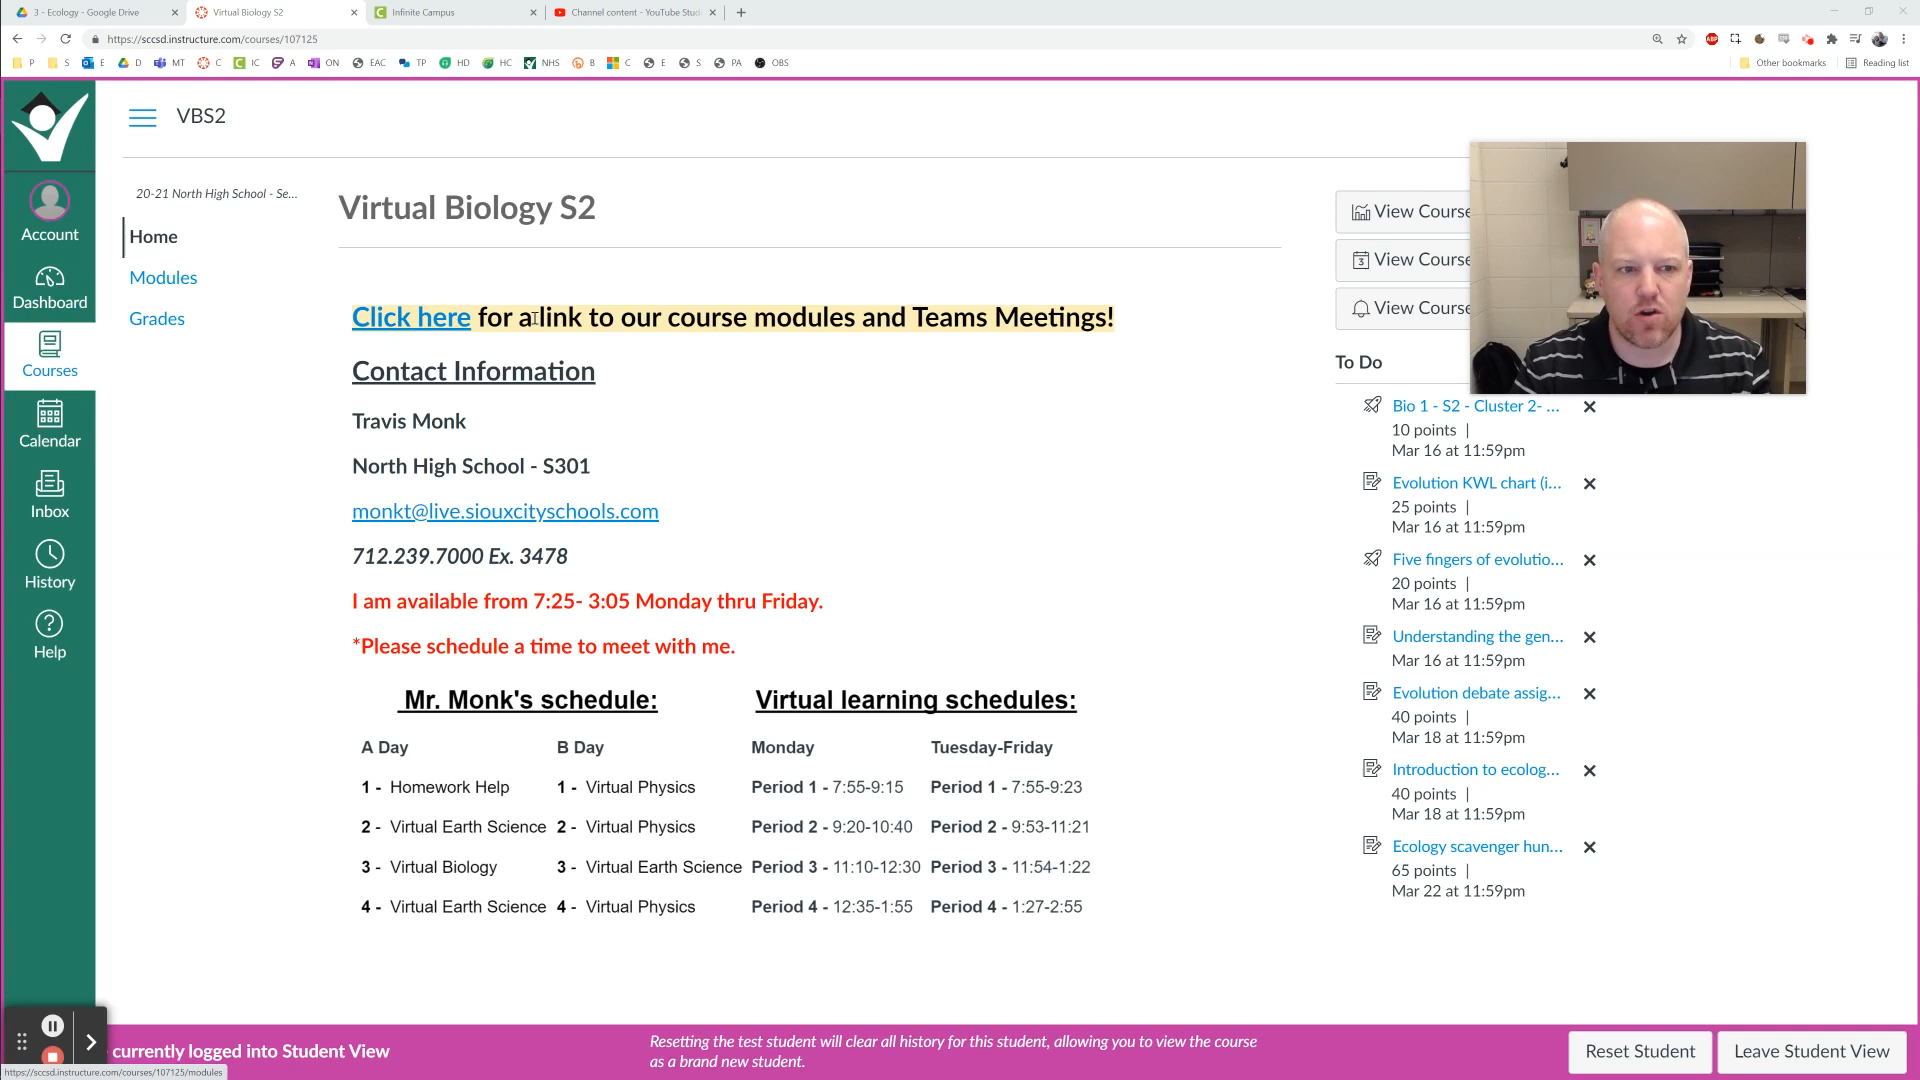 3 - Ecology - Google Drive
Virtual Biology S2
Infinite Campus
Channel content - YouTube Stud
https://sccsd.instructure.com/courses/107125
P S E D MT C IC A ON EAC TP HD HC NHS B C E S PA OBS Other bookmarks Reading list
VBS2
20-21 North High School - Se...
Home
Modules
Grades
Account
Dashboard
Courses
Calendar
Inbox
History
Help
Virtual Biology S2
Click here for a link to our course modules and Teams Meetings!
Contact Information
Travis Monk
North High School - S301
monkt@live.siouxcityschools.com
712.239.7000 Ex. 3478
I am available from 7:25- 3:05 Monday thru Friday.
*Please schedule a time to meet with me.
Mr. Monk's schedule: Virtual learning schedules:
A Day B Day Monday Tuesday-Friday
1 - Homework Help 1 - Virtual Physics Period 1 - 7:55-9:15 Period 1 - 7:55-9:23
2 - Virtual Earth Science 2 - Virtual Physics Period 2 - 9:20-10:40 Period 2 - 9:53-11:21
3 - Virtual Biology 3 - Virtual Earth Science Period 3 - 11:10-12:30 Period 3 - 11:54-1:22
4 - Virtual Earth Science 4 - Virtual Physics Period 4 - 12:35-1:55 Period 4 - 1:27-2:55
View Course
View Course
View Course
To Do
Bio 1 - S2 - Cluster 2- ...
10 points |
Mar 16 at 11:59pm
Evolution KWL chart (i...
25 points |
Mar 16 at 11:59pm
Five fingers of evolutio...
20 points |
Mar 16 at 11:59pm
Understanding the gen...
Mar 16 at 11:59pm
Evolution debate assig...
40 points |
Mar 18 at 11:59pm
Introduction to ecolog...
40 points |
Mar 18 at 11:59pm
Ecology scavenger hun...
65 points |
Mar 22 at 11:59pm
currently logged into Student View
Resetting the test student will clear all history for this student, allowing you to view the course
as a brand new student.
Reset Student
Leave Student View
https://sccsd.instructure.com/courses/107125/modules